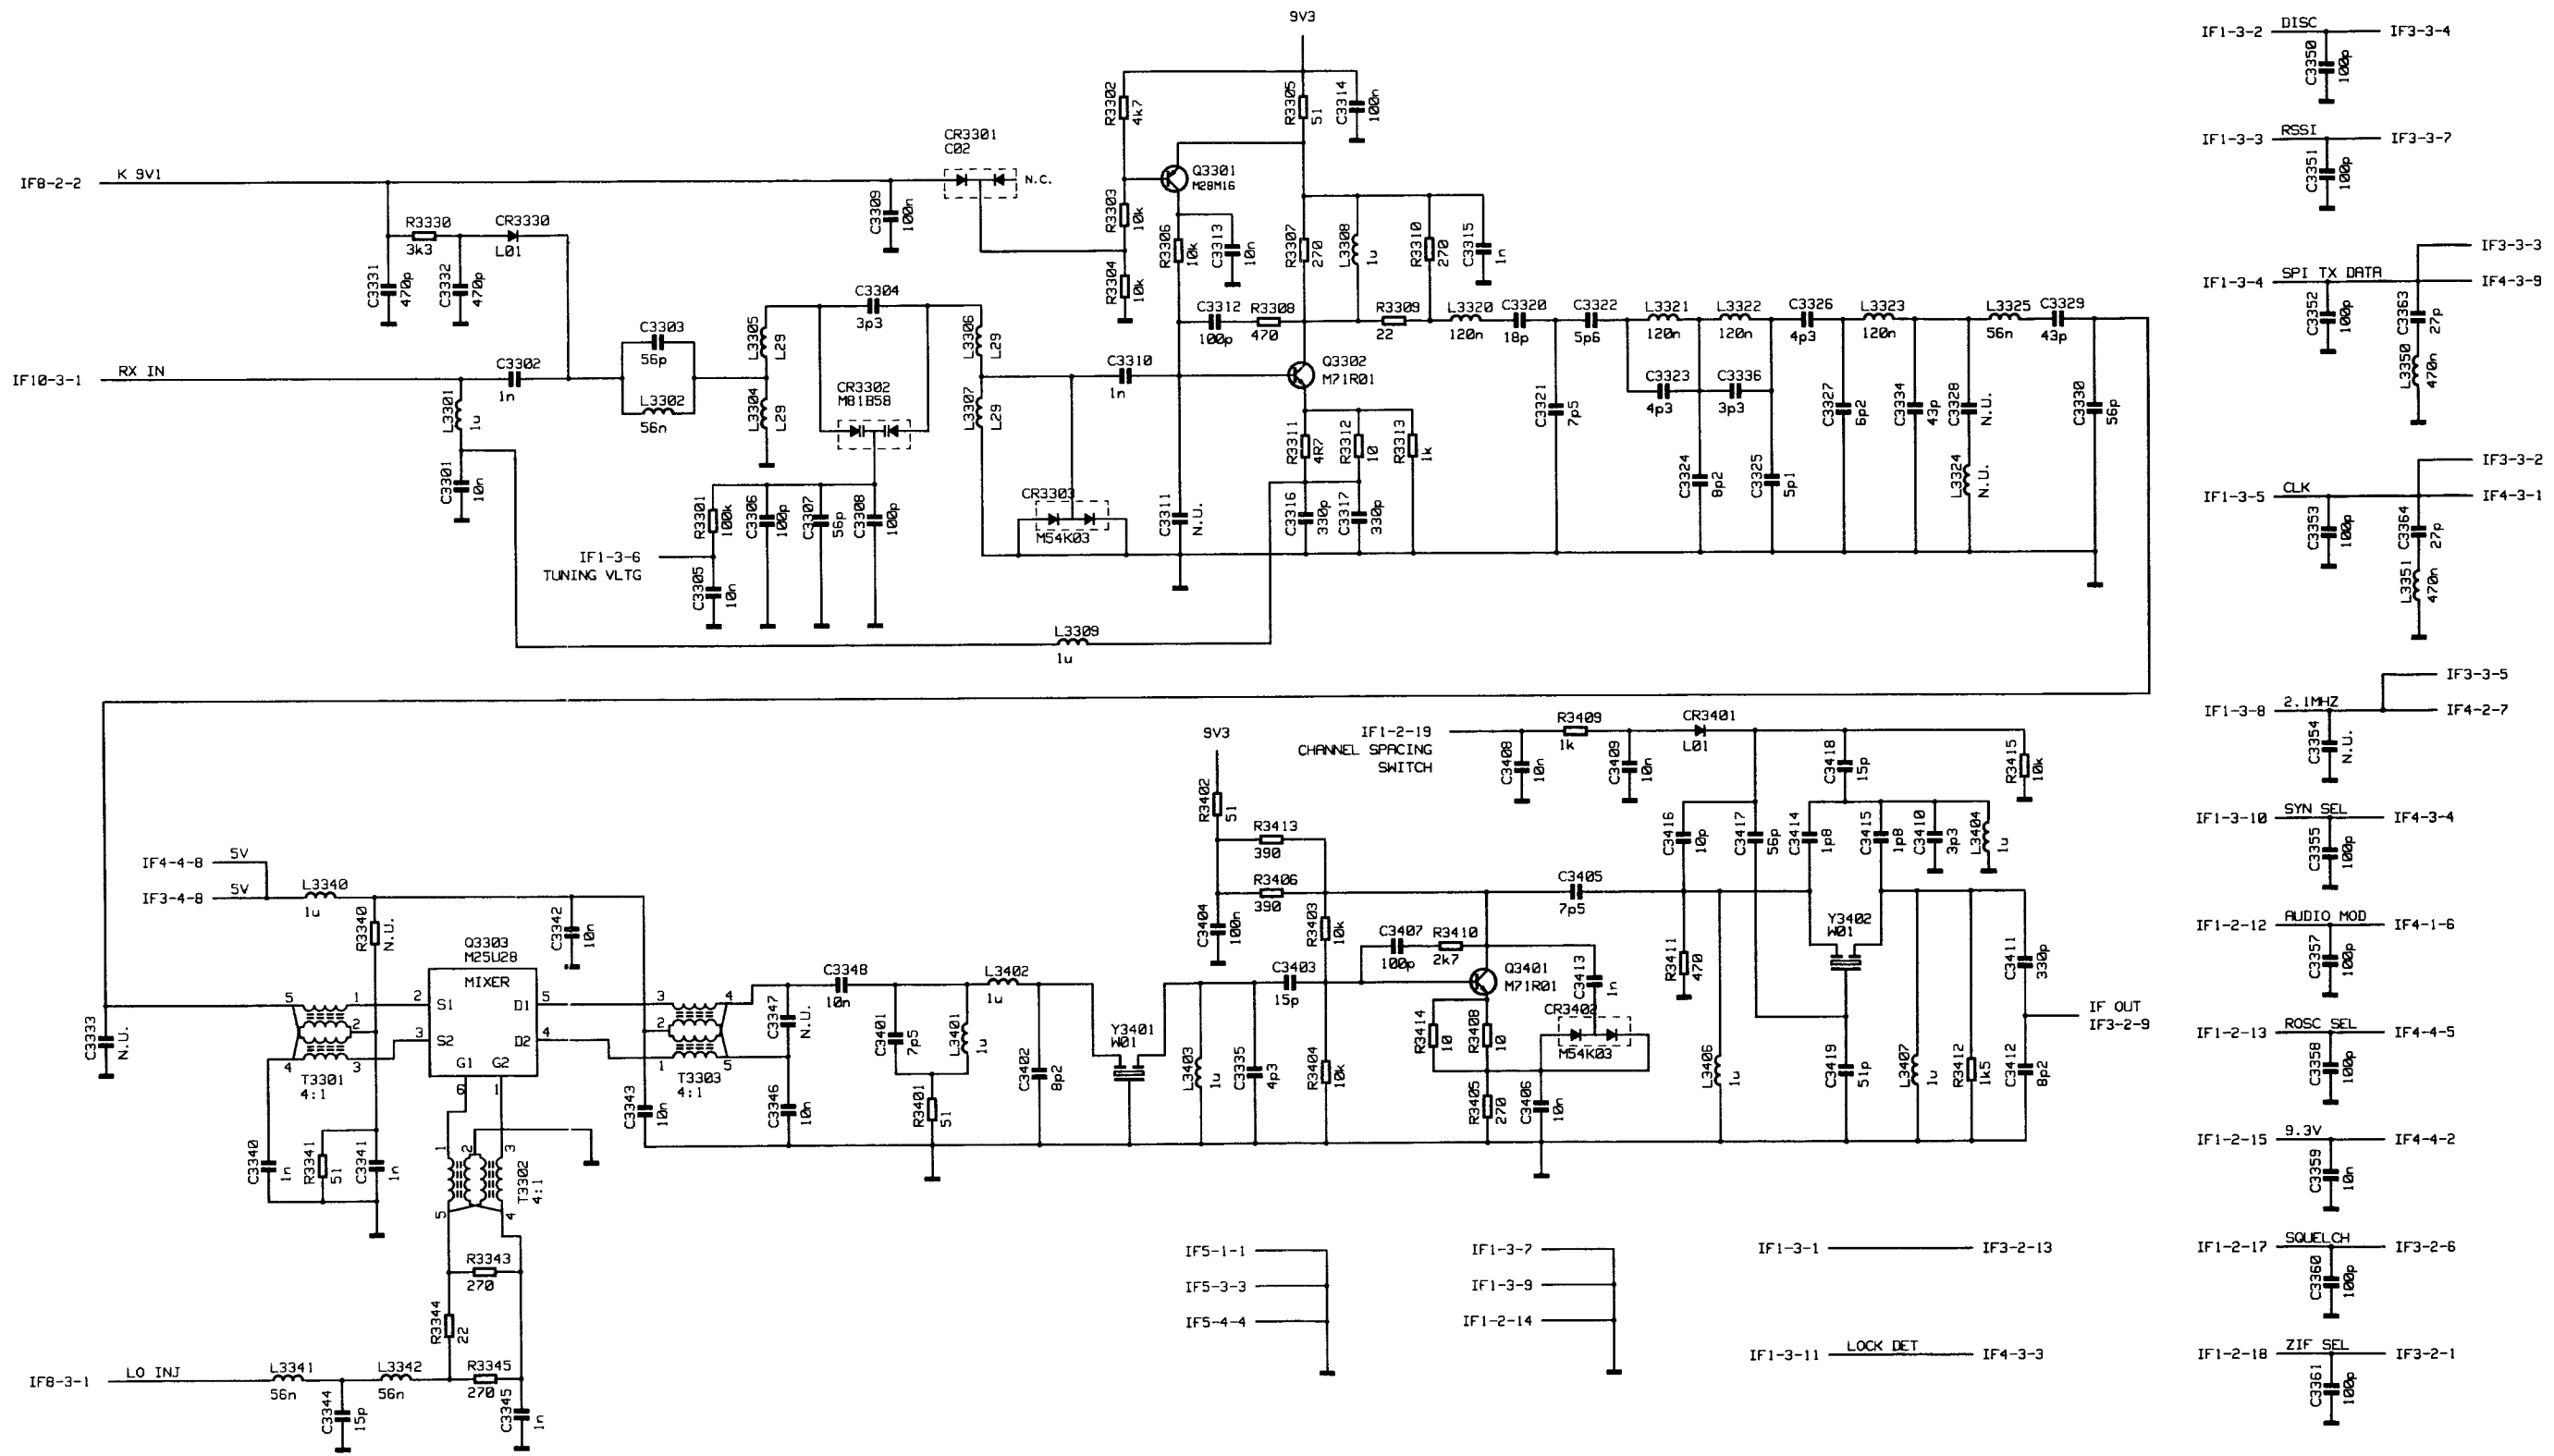 9V3
IF8-2-2
K 9V1
CR3301
C02
N.C.
R3302
4k7
R3305
51
C3314
100n
Q3301
M28M16
R3330
3k3
CR3330
L01
C3331
470p
C3332
470p
C3309
100n
R3303
10k
R3304
10k
R3306
10k
C3313
10n
R3307
270
L3308
1u
R3310
270
C3315
1n
IF10-3-1
RX IN
C3302
1n
L3301
1u
C3301
10n
C3303
56p
L3302
56n
L3305
L29
L3304
L29
C3304
3p3
CR3302
M81B58
L3306
L29
L3307
L29
C3310
1n
C3312
100p
R3308
470
R3309
22
Q3302
M71R01
L3320
120n
C3320
18p
C3322
5p6
L3321
120n
L3322
120n
C3326
4p3
L3323
120n
L3325
56n
C3329
43p
C3321
7p5
C3323
4p3
C3336
3p3
C3324
8p2
C3325
5p1
C3327
6p2
C3334
43p
C3328
N.U.
L3324
N.U.
C3330
56p
R3311
4R7
R3312
10
R3313
1k
C3316
330p
C3317
330p
CR3303
M54K03
C3311
N.U.
R3301
100k
C3306
100p
C3307
56p
C3308
100p
IF1-3-6
TUNING VLTG
C3305
10n
L3309
1u
IF1-3-2
DISC
IF3-3-4
C3350
100p
IF1-3-3
RSSI
IF3-3-7
C3351
100p
IF3-3-3
IF1-3-4
SPI TX DATA
IF4-3-9
C3352
100p
C3363
27p
L3350
470n
IF3-3-2
IF1-3-5
CLK
IF4-3-1
C3353
100p
C3364
27p
L3351
470n
IF3-3-5
IF1-3-8
2.1MHZ
IF4-2-7
C3354
N.U.
IF1-3-10
SYN SEL
IF4-3-4
C3355
100p
IF1-2-12
AUDIO MOD
IF4-1-6
C3357
100p
IF1-2-13
ROSC SEL
IF4-4-5
C3358
100p
IF1-2-15
9.3V
IF4-4-2
C3359
10n
IF1-2-17
SQUELCH
IF3-2-6
C3360
100p
IF1-2-18
ZIF SEL
IF3-2-1
C3361
100p
9V3
IF1-2-19
CHANNEL SPACING
SWITCH
R3409
1k
CR3401
L01
C3408
10n
C3409
10n
C3418
15p
R3415
10k
R3402
51
R3413
390
R3406
390
C3404
100n
R3403
10k
C3405
7p5
C3416
10p
C3417
56p
C3414
1p8
C3415
1p8
C3410
3p3
L3404
1u
IF4-4-8
5V
IF3-4-8
5V
L3340
1u
R3340
N.U.
C3342
10n
Q3303
M25U28
MIXER
S1
S2
D1
D2
G1
G2
2
3
5
4
6
1
5
1
2
4
3
T3301
4:1
3
4
2
1
5
T3303
4:1
C3333
N.U.
C3340
1n
R3341
51
C3341
1n
1
2
3
5
4
T3302
4:1
C3343
10n
C3347
N.U.
C3346
10n
C3348
10n
C3401
7p5
L3401
1u
R3401
51
L3402
1u
C3402
8p2
Y3401
W01
L3403
1u
C3335
4p3
C3403
15p
R3404
10k
C3407
100p
R3410
2k7
Q3401
M71R01
C3413
1n
CR3402
M54K03
R3414
10
R3408
10
R3405
270
C3406
10n
R3411
470
L3406
1u
Y3402
W01
C3419
51p
L3407
1u
R3412
1k5
C3411
330p
C3412
8p2
IF OUT
IF3-2-9
R3343
270
R3344
22
R3345
270
C3345
1n
IF8-3-1
LO INJ
L3341
56n
L3342
56n
C3344
15p
IF5-1-1
IF5-3-3
IF5-4-4
IF1-3-7
IF1-3-9
IF1-2-14
IF1-3-1
IF3-2-13
IF1-3-11
LOCK DET
IF4-3-3